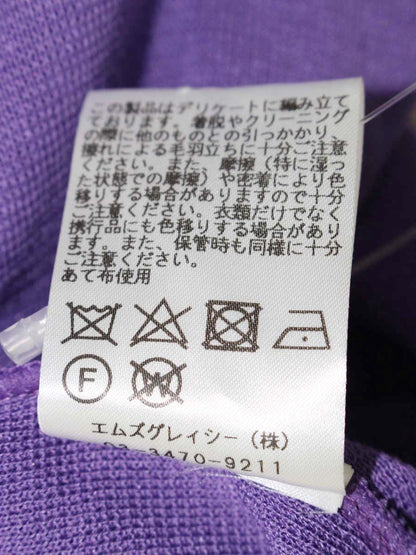 この製品はデリケートに編み立て
ております。着脱やクリーニング
の際に他のものとの引っかかり、
擦れによる毛羽立ちに十分ご注意
ください。また、摩擦（特に湿っ
た状態での摩擦）や密着により色
移りする場合がありますので十分
ご注意ください。衣類だけでなく
携行品にも色移りする場合があり
ます。また、保管時も同様に十分
ご注意ください。
あて布使用
F W
エムズグレイシー（株）
03-3470-9211